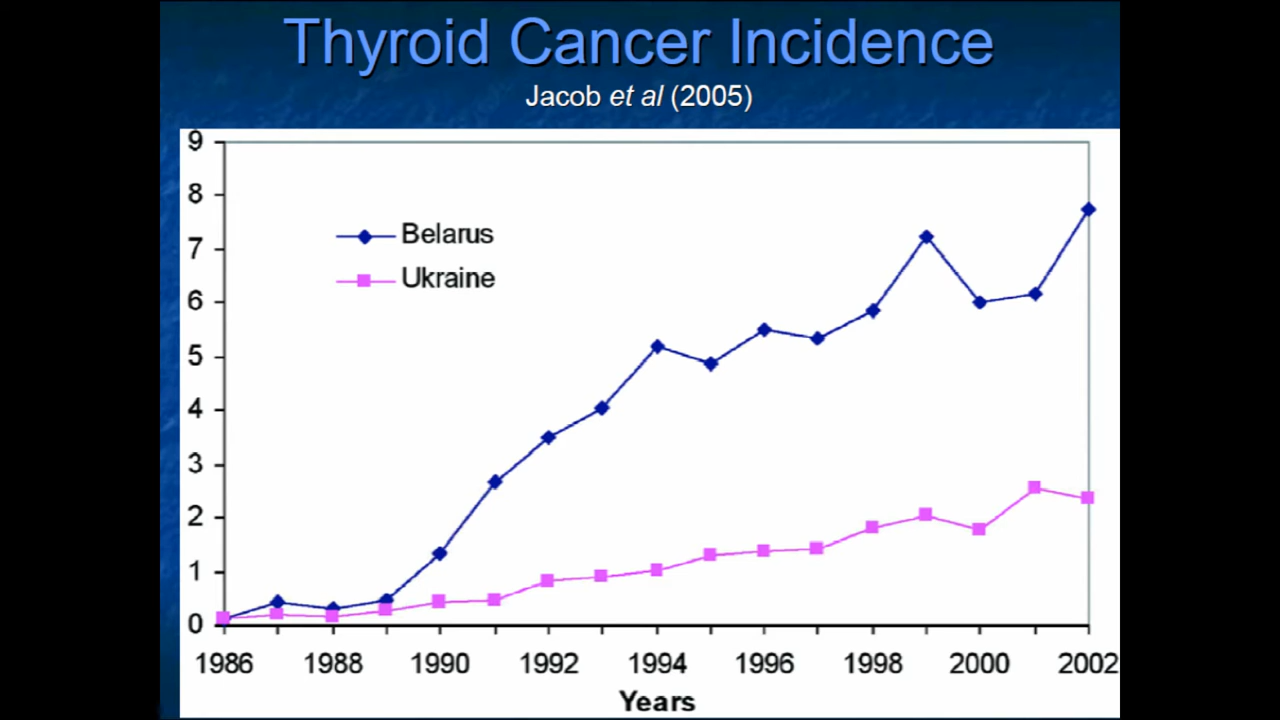 Thyroid Cancer Incidence
Jacob et al (2005)
9
8
7
6
5
4
3
2
1
0
Belarus
Ukraine
1986 1988 1990 1992 1994 1996 1998 2000 2002
Years